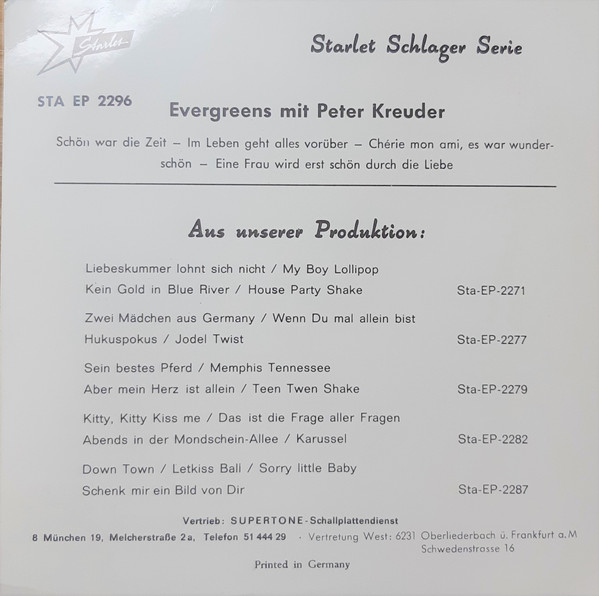 Starlet
Starlet Schlager Serie
STA EP 2296
Evergreens mit Peter Kreuder
Schön war die Zeit – Im Leben geht alles vorüber – Chérie mon ami, es war wunder-
schön – Eine Frau wird erst schön durch die Liebe
Aus unserer Produktion:
Liebeskummer lohnt sich nicht / My Boy Lollipop
Kein Gold in Blue River / House Party Shake Sta-EP-2271
Zwei Mädchen aus Germany / Wenn Du mal allein bist
Hukuspokus / Jodel Twist Sta-EP-2277
Sein bestes Pferd / Memphis Tennessee
Aber mein Herz ist allein / Teen Twen Shake Sta-EP-2279
Kitty, Kitty Kiss me / Das ist die Frage aller Fragen
Abends in der Mondschein-Allee / Karussel Sta-EP-2282
Down Town / Letkiss Ball / Sorry little Baby
Schenk mir ein Bild von Dir Sta-EP-2287
Vertrieb: SUPERTONE-Schallplattendienst
8 München 19, Melcherstraße 2a, Telefon 51 444 29 - Vertretung West: 6231 Oberliederbach ü. Frankfurt a.M
Schwedenstrasse 16
Printed in Germany